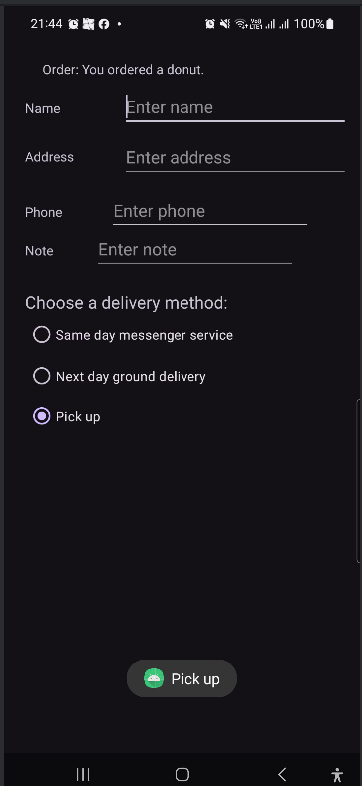 21:44 100%
Order: You ordered a donut.
Name Enter name
Address Enter address
Phone Enter phone
Note Enter note
Choose a delivery method:
Same day messenger service
Next day ground delivery
Pick up
Pick up